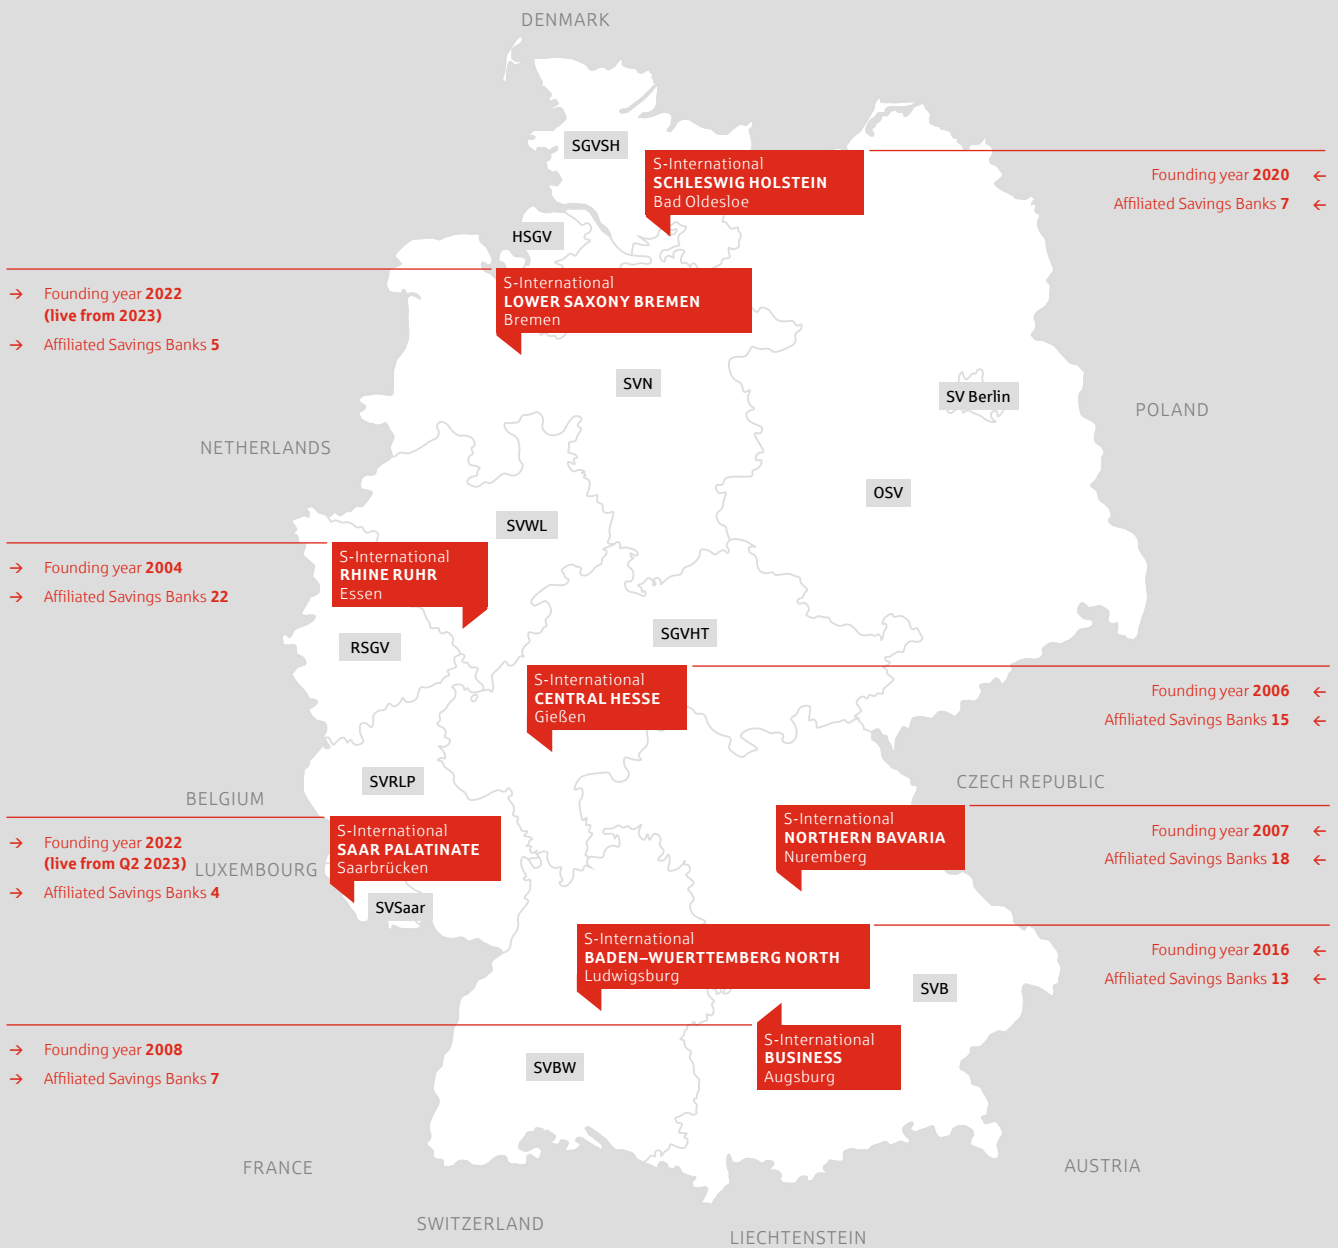 DENMARK
SGVSH
S-International
SCHLESWIG HOLSTEIN
Bad Oldesloe
Founding year 2020 ←
Affiliated Savings Banks 7 ←
HSGV
S-International
LOWER SAXONY BREMEN
Bremen
→ Founding year 2022
(live from 2023)
→ Affiliated Savings Banks 5
SVN
SV Berlin
POLAND
NETHERLANDS
OSV
SVWL
S-International
RHINE RUHR
Essen
→ Founding year 2004
→ Affiliated Savings Banks 22
SGVHT
RSGV
S-International
CENTRAL HESSE
Gießen
Founding year 2006 ←
Affiliated Savings Banks 15 ←
SVRLP
CZECH REPUBLIC
BELGIUM
S-International
SAAR PALATINATE
Saarbrücken
→ Founding year 2022
(live from Q2 2023)
→ Affiliated Savings Banks 4
LUXEMBOURG
S-International
NORTHERN BAVARIA
Nuremberg
Founding year 2007 ←
Affiliated Savings Banks 18 ←
SVSaar
S-International
BADEN–WUERTTEMBERG NORTH
Ludwigsburg
Founding year 2016 ←
Affiliated Savings Banks 13 ←
SVB
S-International
BUSINESS
Augsburg
→ Founding year 2008
→ Affiliated Savings Banks 7
SVBW
FRANCE
AUSTRIA
SWITZERLAND
LIECHTENSTEIN